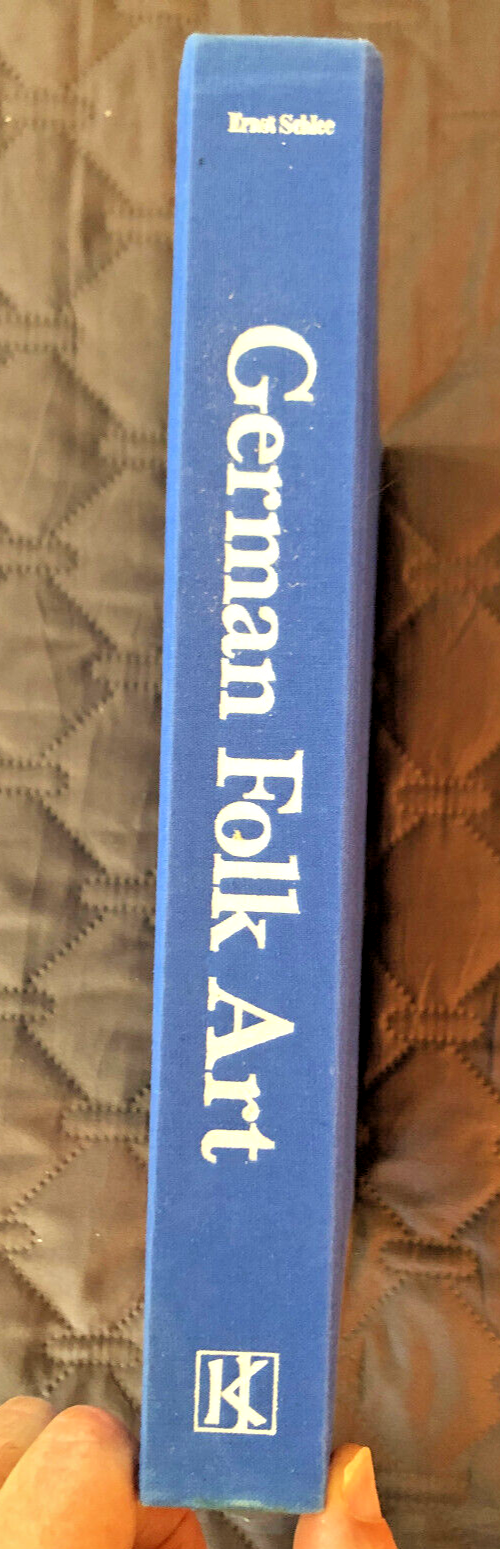 Ernst Schlee
German Folk Art
K